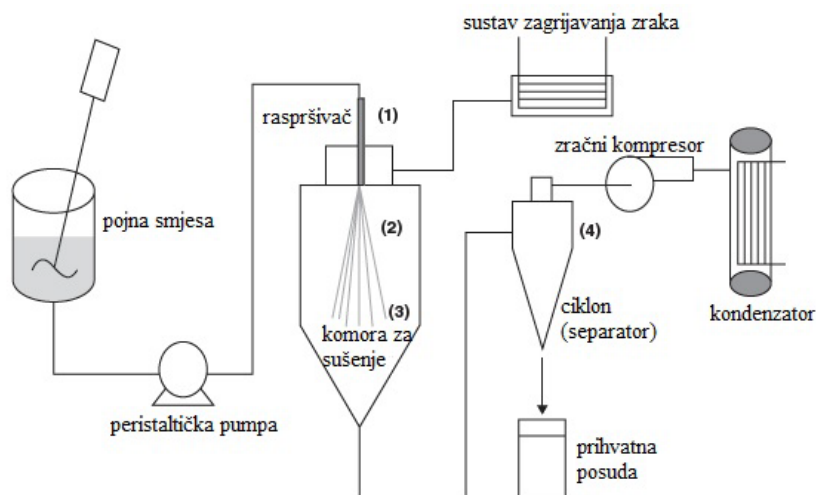 sustav zagrijavanja zraka
raspršivač
(1)
zračni kompresor
pojna smjesa
(2)
(4)
(3)
komora za
sušenje
ciklon
(separator)
kondenzator
peristaltička pumpa
prihvatna
posuda